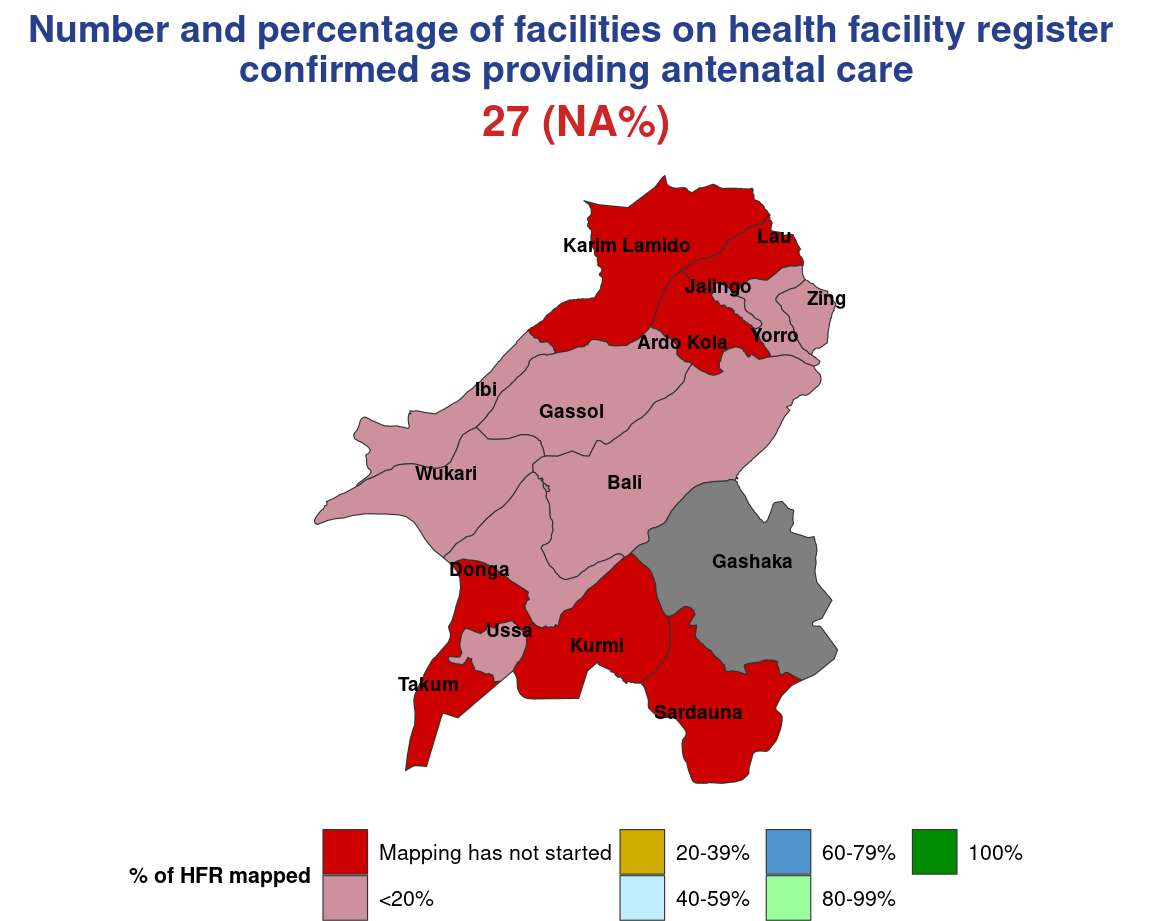 Number and percentage of facilities on health facility register
confirmed as providing antenatal care
27 (NA%)
Karim Lamido
Lau
Jalingo
Zing
Yorro
Ardo Kola
Ibi
Gassol
Wukari
Bali
Gashaka
Donga
Ussa
Kurmi
Takum
Sardauna
% of HFR mapped
Mapping has not started
<20%
20-39%
40-59%
60-79%
80-99%
100%